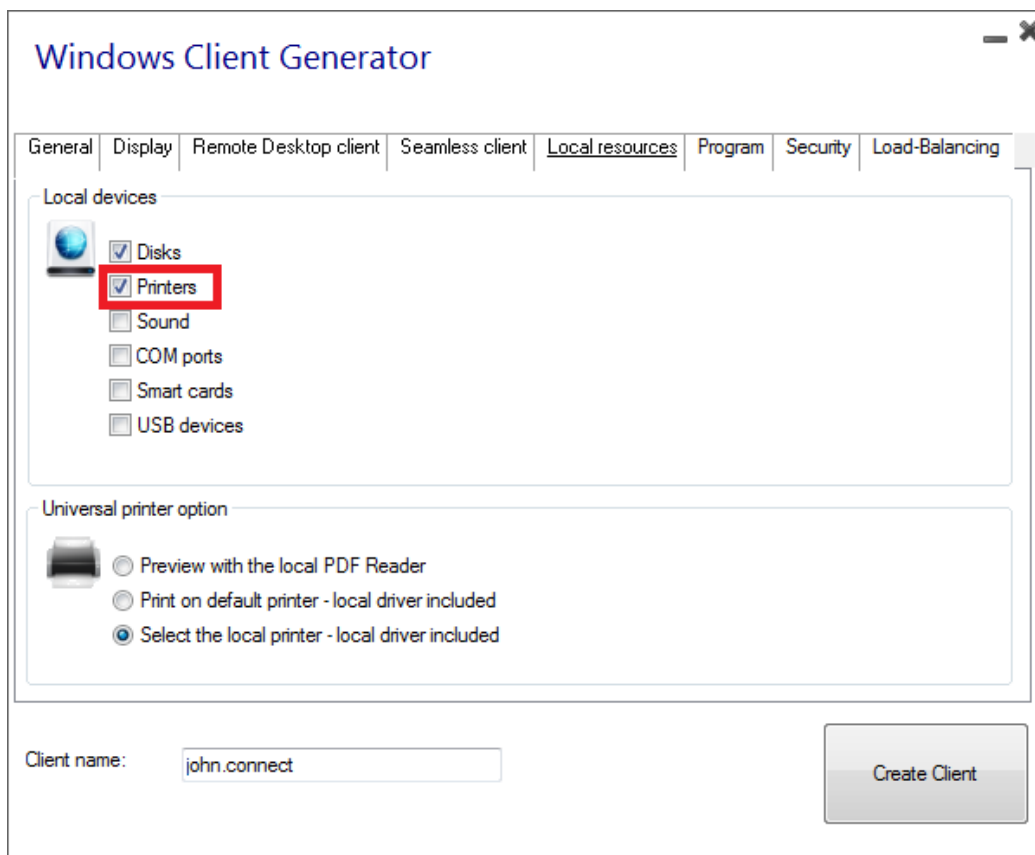 Windows Client Generator
General Display Remote Desktop client Seamless client Local resources Program Security Load-Balancing
Local devices
Disks
Printers
Sound
COM ports
Smart cards
USB devices
Universal printer option
Preview with the local PDF Reader
Print on default printer - local driver included
Select the local printer - local driver included
Client name: john.connect
Create Client